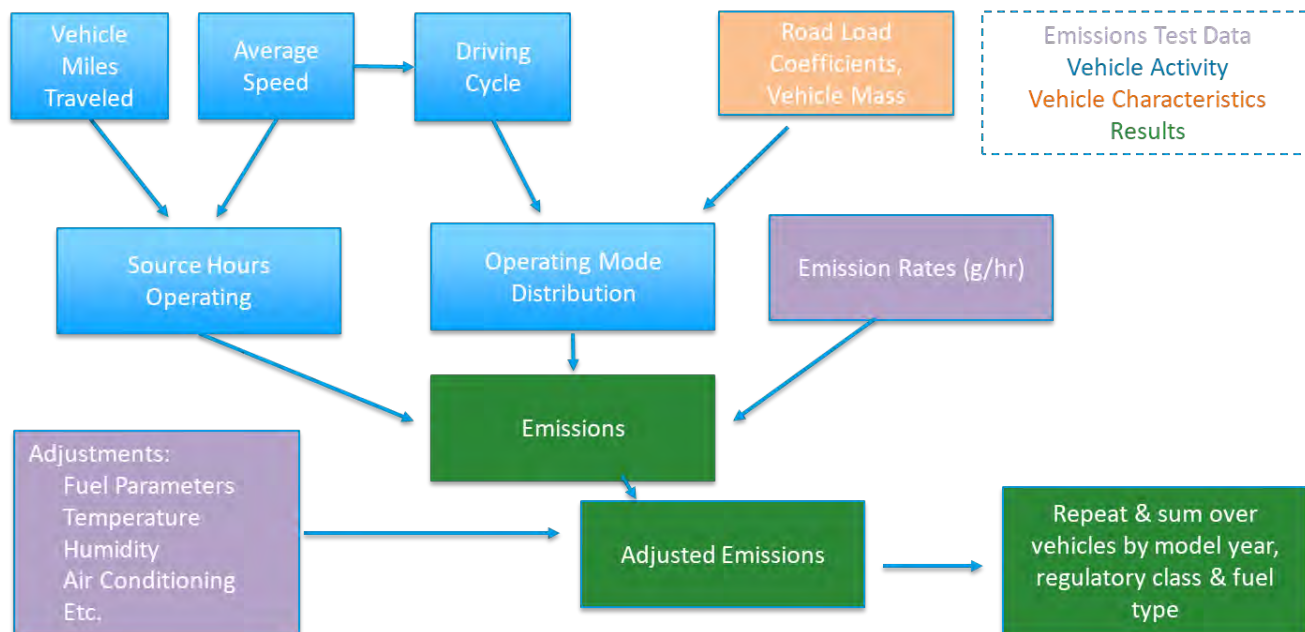 Vehicle
Miles
Traveled
Average
Speed
Driving
Cycle
Road Load
Coefficients,
Vehicle Mass
Emissions Test Data
Vehicle Activity
Vehicle Characteristics
Results
Source Hours
Operating
Operating Mode
Distribution
Emission Rates (g/hr)
Emissions
Adjustments:
Fuel Parameters
Temperature
Humidity
Air Conditioning
Etc.
Adjusted Emissions
Repeat & sum over
vehicles by model year,
regulatory class & fuel
type